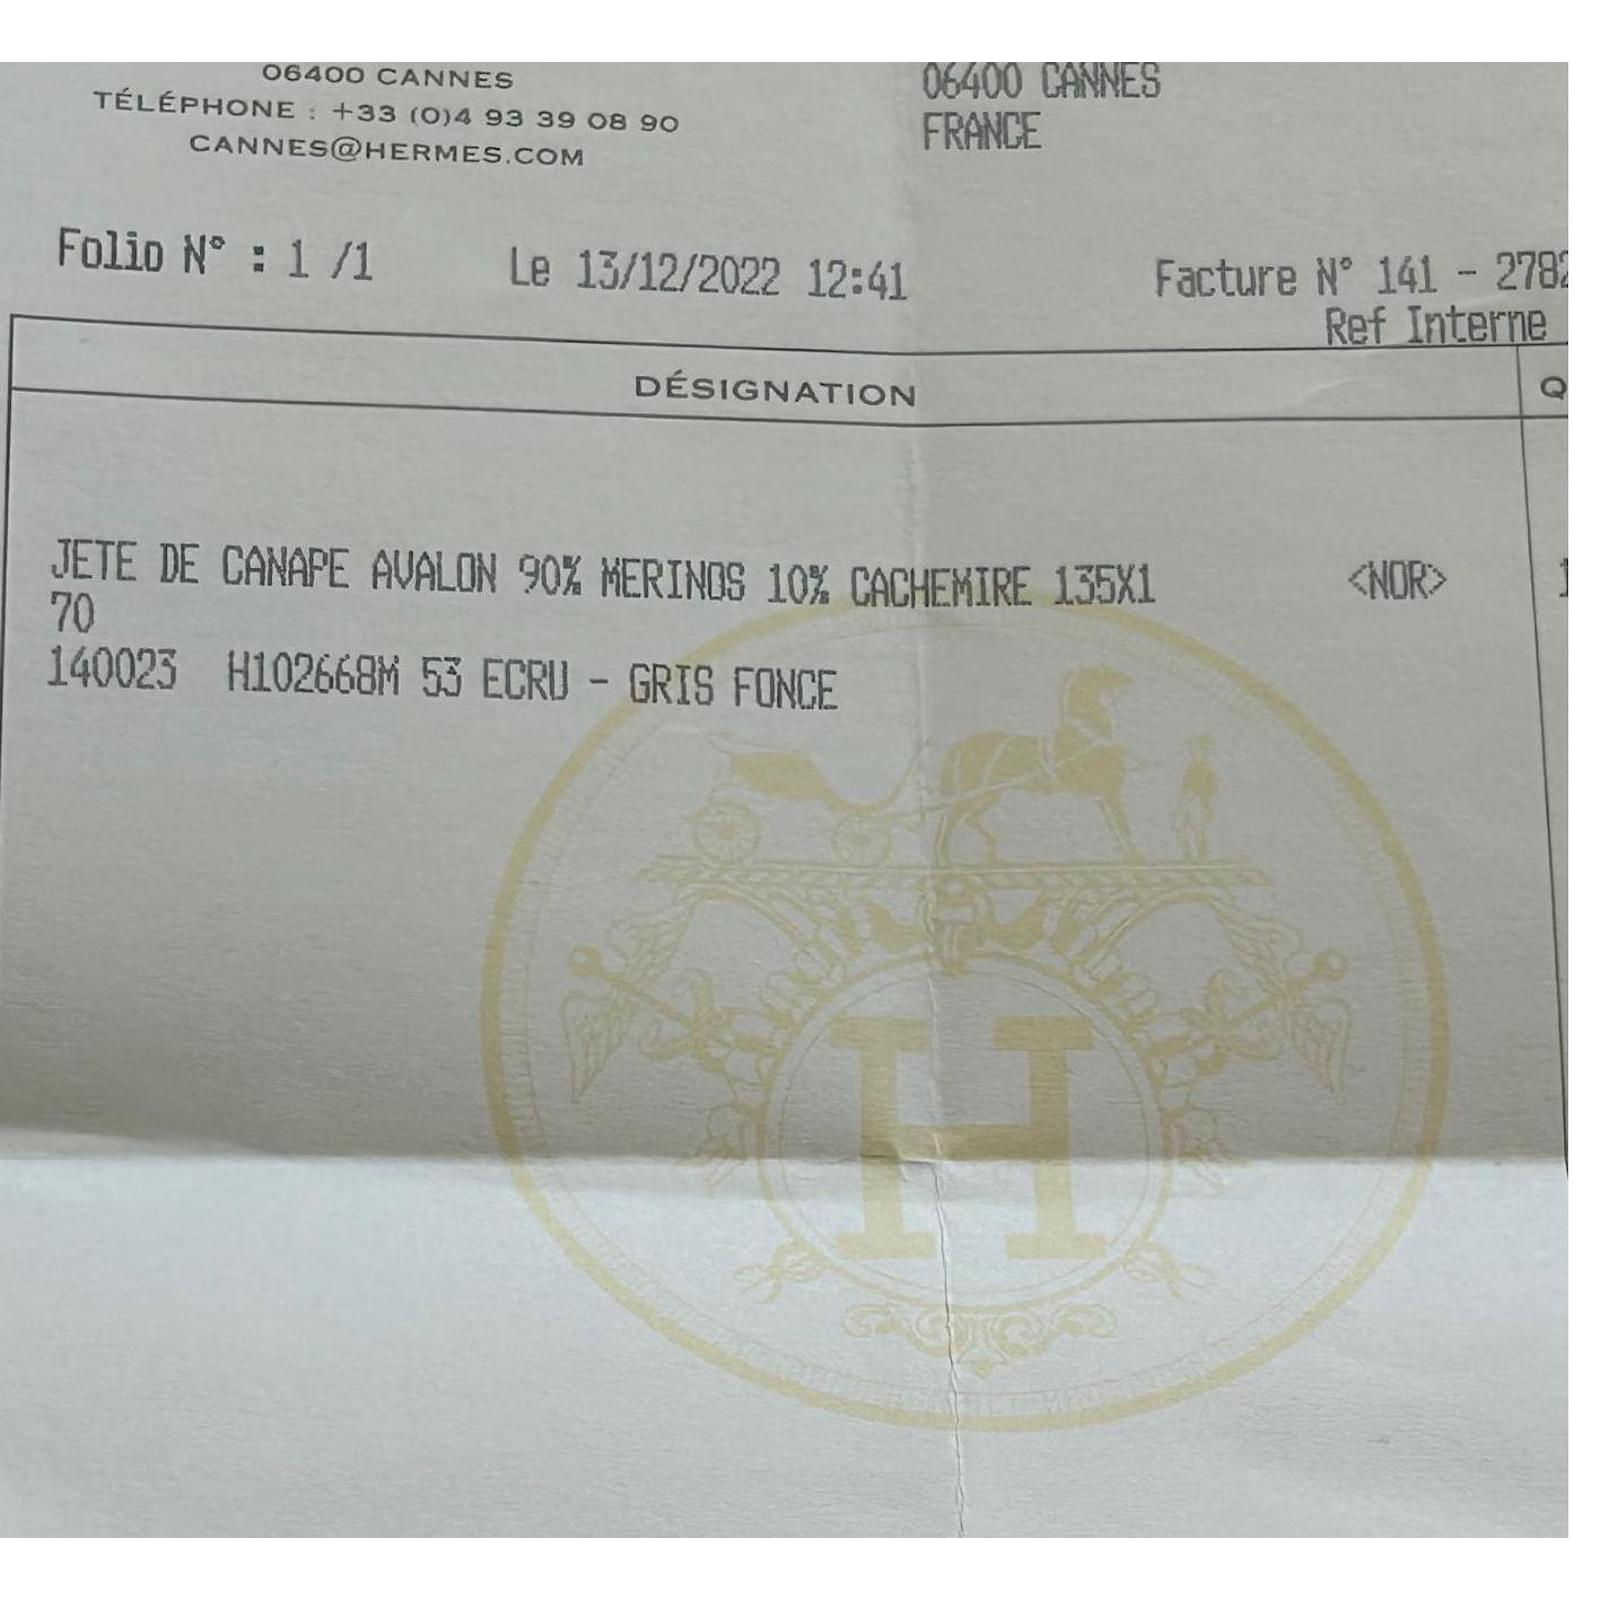 06400 CANNES
TÉLÉPHONE : +33 (0)4 93 39 08 90
CANNES@HERMES.COM
06400 CANNES
FRANCE
Folio N° : 1 /1 Le 13/12/2022 12:41 Facture N° 141 - 2782
Ref Interne
DÉSIGNATION Q
JETE DE CANAPE AVALON 90% MERINOS 10% CACHEMIRE 135X1 <NOR> 1
70
140023 H102668M 53 ECRU - GRIS FONCE
H